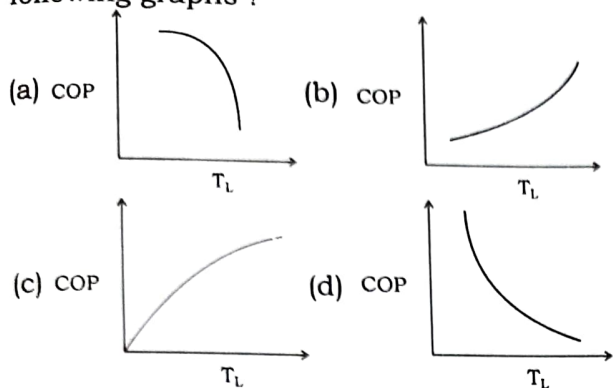 following graphs ?
(a) COP
T_L
(b) COP
T_L
(c) COP
T_L
(d) COP
T_L